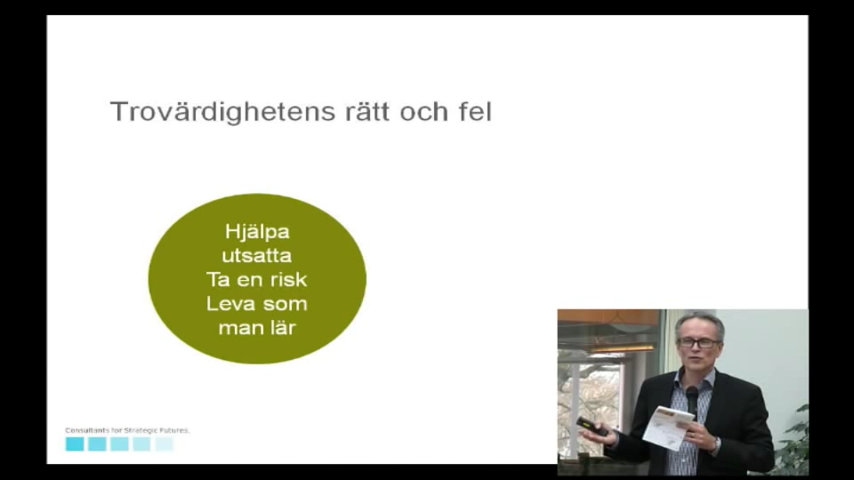 Trovärdighetens rätt och fel
Hjälpa
utsatta
Ta en risk
Leva som
man lär
Consultants for Strategic Futures.